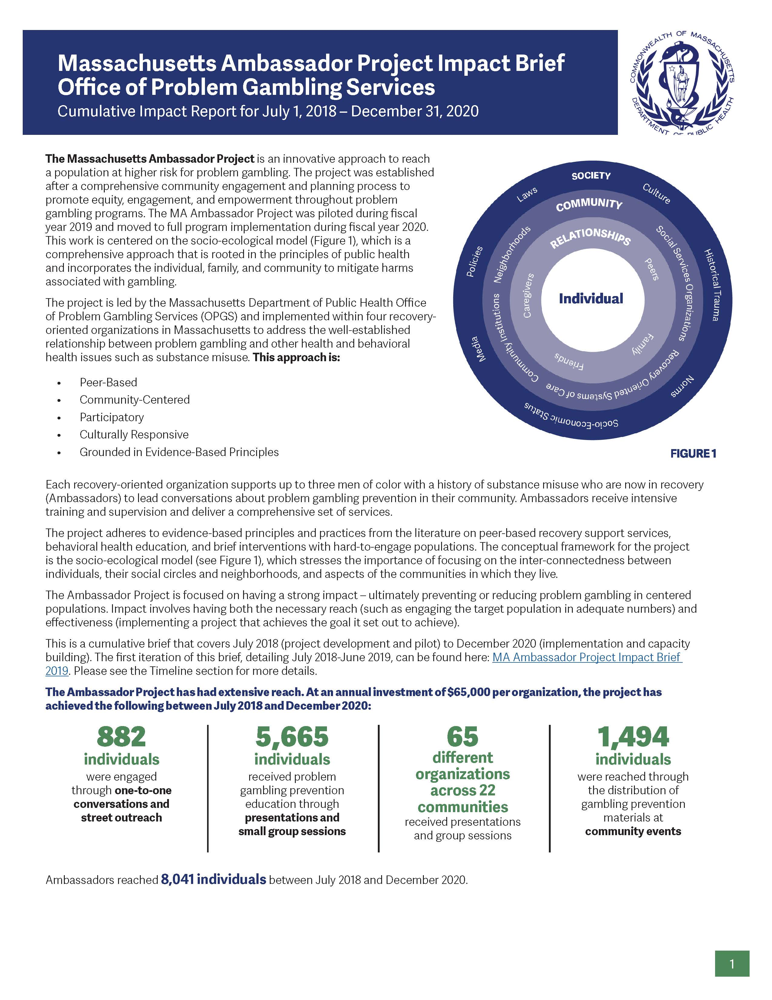 Massachusetts Ambassador Project Impact Brief
Office of Problem Gambling Services
Cumulative Impact Report for July 1, 2018 – December 31, 2020
COMMONWEALTH OF MASSACHUSETTS
DEPARTMENT OF PUBLIC HEALTH
The Massachusetts Ambassador Project is an innovative approach to reach
a population at higher risk for problem gambling. The project was established
after a comprehensive community engagement and planning process to
promote equity, engagement, and empowerment throughout problem
gambling programs. The MA Ambassador Project was piloted during fiscal
year 2019 and moved to full program implementation during fiscal year 2020.
This work is centered on the socio-ecological model (Figure 1), which is a
comprehensive approach that is rooted in the principles of public health
and incorporates the individual, family, and community to mitigate harms
associated with gambling.
The project is led by the Massachusetts Department of Public Health Office
of Problem Gambling Services (OPGS) and implemented within four recovery-
oriented organizations in Massachusetts to address the well-established
relationship between problem gambling and other health and behavioral
health issues such as substance misuse. This approach is:
• Peer-Based
• Community-Centered
• Participatory
• Culturally Responsive
• Grounded in Evidence-Based Principles
SOCIETY
Laws
Culture
Policies
Historical Trauma
Media
Norms
Socio-Economic Status
COMMUNITY
Neighborhoods
Social Services Organizations
Community Institutions
Recovery Oriented Systems of Care
RELATIONSHIPS
Peers
Caregivers
Family
Friends
Individual
FIGURE 1
Each recovery-oriented organization supports up to three men of color with a history of substance misuse who are now in recovery
(Ambassadors) to lead conversations about problem gambling prevention in their community. Ambassadors receive intensive
training and supervision and deliver a comprehensive set of services.
The project adheres to evidence-based principles and practices from the literature on peer-based recovery support services,
behavioral health education, and brief interventions with hard-to-engage populations. The conceptual framework for the project
is the socio-ecological model (see Figure 1), which stresses the importance of focusing on the inter-connectedness between
individuals, their social circles and neighborhoods, and aspects of the communities in which they live.
The Ambassador Project is focused on having a strong impact – ultimately preventing or reducing problem gambling in centered
populations. Impact involves having both the necessary reach (such as engaging the target population in adequate numbers) and
effectiveness (implementing a project that achieves the goal it set out to achieve).
This is a cumulative brief that covers July 2018 (project development and pilot) to December 2020 (implementation and capacity
building). The first iteration of this brief, detailing July 2018-June 2019, can be found here: MA Ambassador Project Impact Brief
2019. Please see the Timeline section for more details.
The Ambassador Project has had extensive reach. At an annual investment of $65,000 per organization, the project has
achieved the following between July 2018 and December 2020:
882
individuals
were engaged
through one-to-one
conversations and
street outreach
5,665
individuals
received problem
gambling prevention
education through
presentations and
small group sessions
65
different
organizations
across 22
communities
received presentations
and group sessions
1,494
individuals
were reached through
the distribution of
gambling prevention
materials at
community events
Ambassadors reached 8,041 individuals between July 2018 and December 2020.
1